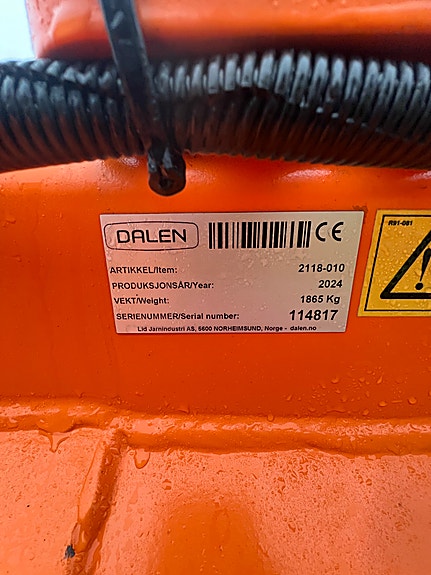 DALEN CE
R91-081
ARTIKKEL/Item: 2118-010
PRODUKSJONSÅR/Year: 2024
VEKT/Weight: 1865 Kg
SERIENUMMER/Serial number: 114817
Lid Jarnindustri AS, 5600 NORHEIMSUND, Norge - dalen.no